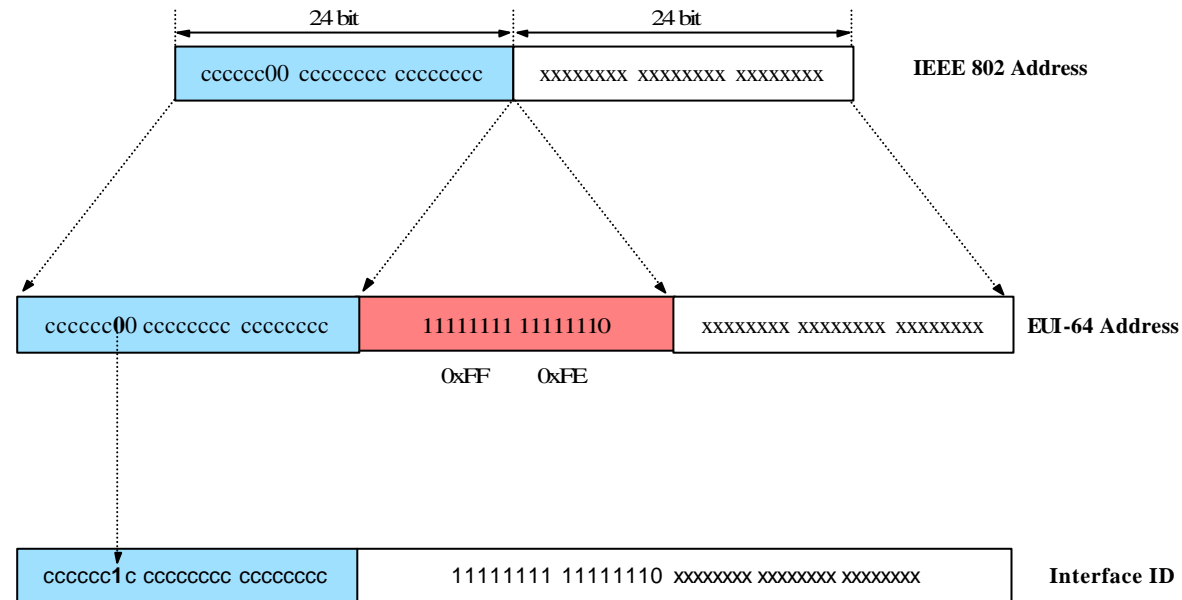 24 bit 24 bit
cccccc00 cccccccc cccccccc xxxxxxxx xxxxxxxx xxxxxxxx IEEE 802 Address
cccccc00 cccccccc cccccccc 11111111 11111110 xxxxxxxx xxxxxxxx xxxxxxxx EUI-64 Address
0xFF 0xFE
cccccc1c cccccccc cccccccc 11111111 11111110 xxxxxxxx xxxxxxxx xxxxxxxx Interface ID